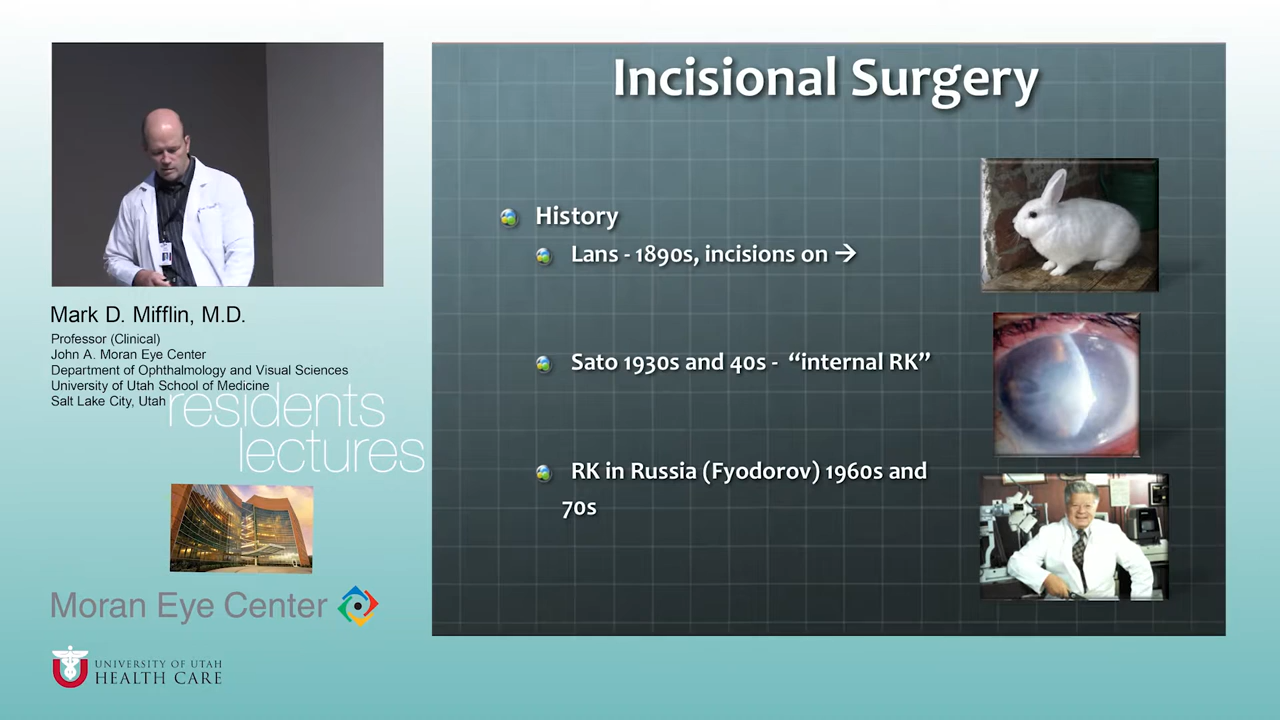 Incisional Surgery
History
Lans - 1890s, incisions on →
Sato 1930s and 40s - “internal RK”
RK in Russia (Fyodorov) 1960s and
70s
Mark D. Mifflin, M.D.
Professor (Clinical)
John A. Moran Eye Center
Department of Ophthalmology and Visual Sciences
University of Utah School of Medicine
Salt Lake City, Utah
residents
lectures
Moran Eye Center
UNIVERSITY OF UTAH
HEALTH CARE